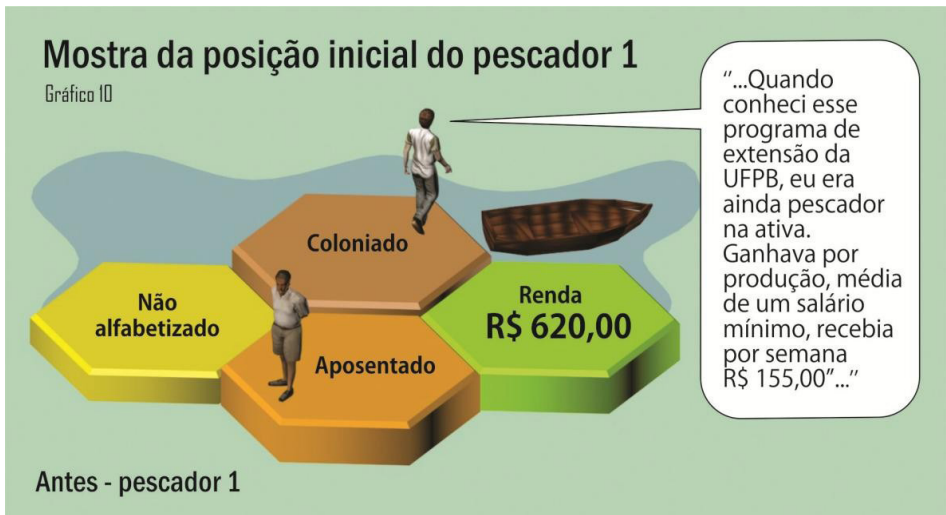 Mostra da posição inicial do pescador 1
Gráfico 10
"...Quando
conheci esse
programa de
extensão da
UFPB, eu era
ainda pescador
na ativa.
Ganhava por
produção, média
de um salário
mínimo, recebia
por semana
R$ 155,00"..."
Coloniado
Não
alfabetizado
Renda
R$ 620,00
Aposentado
Antes - pescador 1